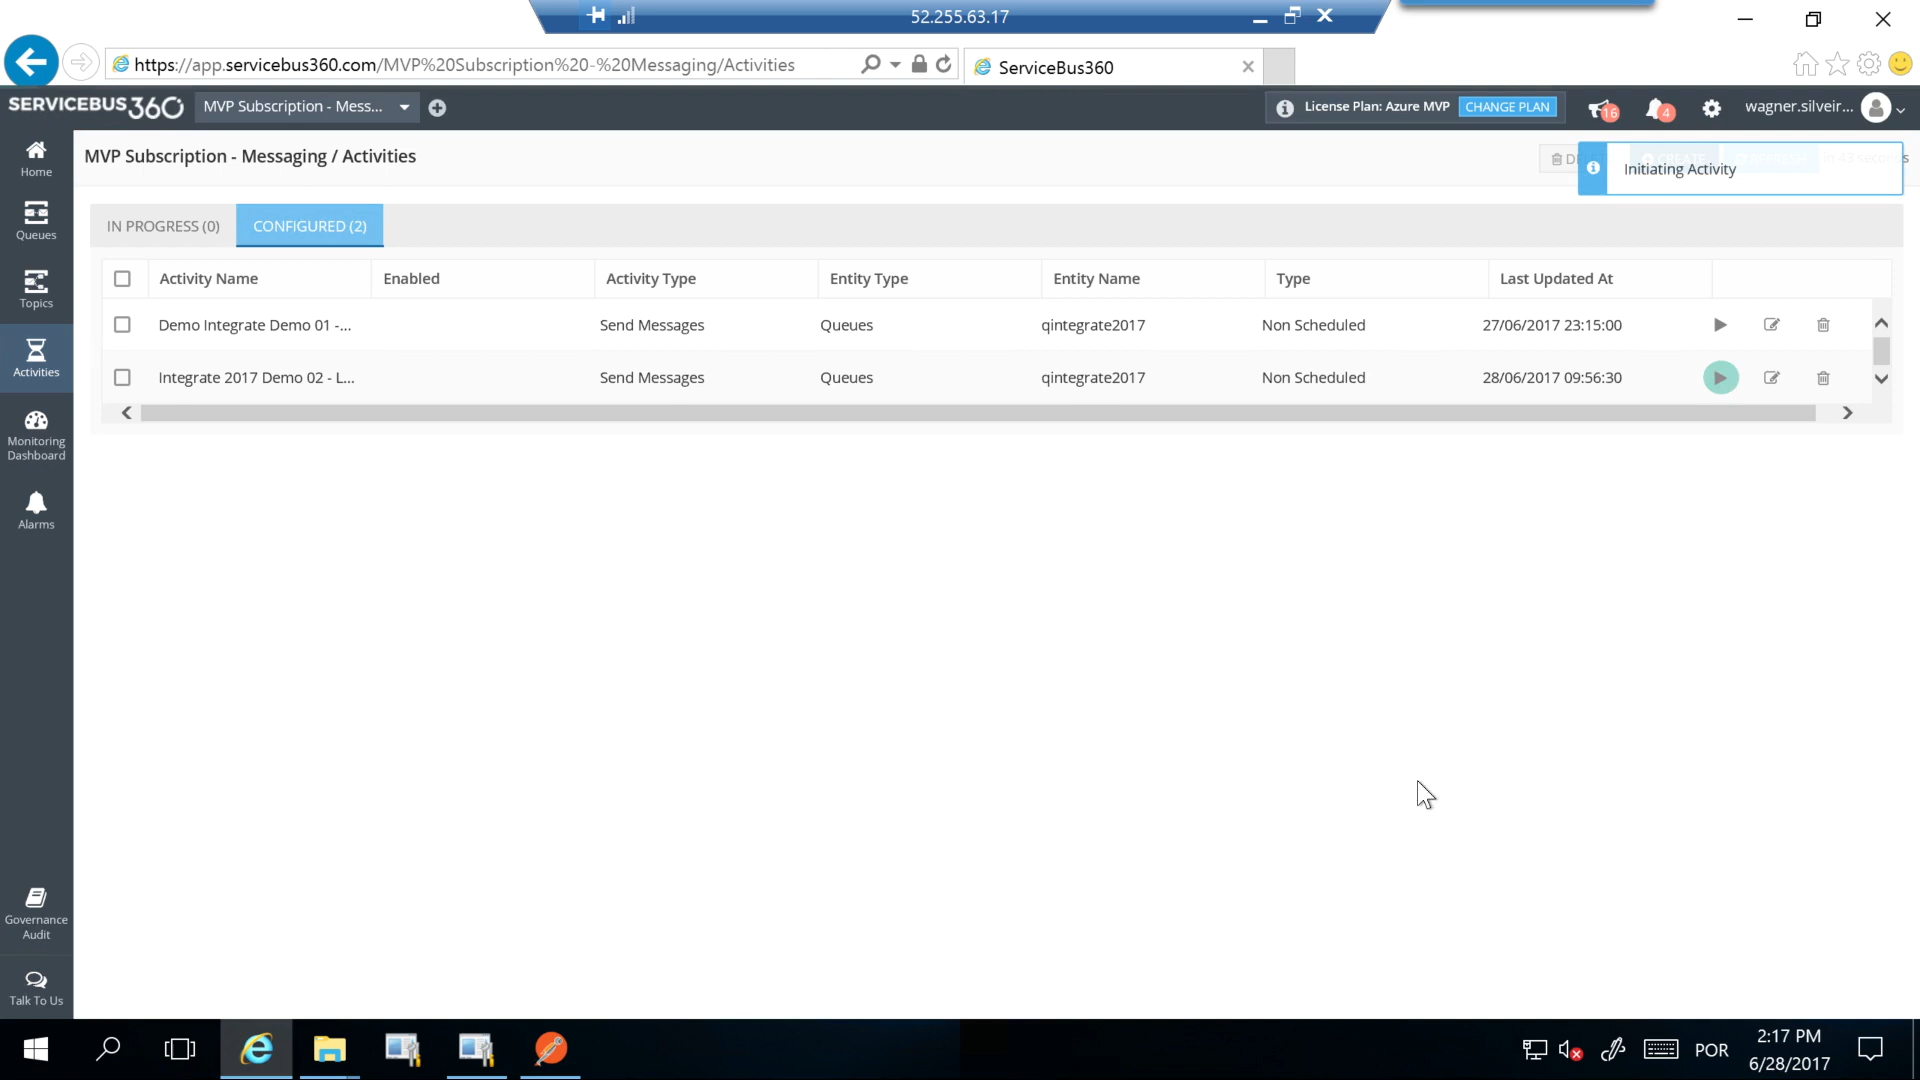 52.255.63.17
https://app.servicebus360.com/MVP%20Subscription%20-%20Messaging/Activities
ServiceBus360
SERVICEBUS360
MVP Subscription - Mess...
License Plan: Azure MVP
CHANGE PLAN
16
4
wagner.silveir...
Home
Queues
Topics
Activities
Monitoring
Dashboard
Alarms
Governance
Audit
Talk To Us
MVP Subscription - Messaging / Activities
Initiating Activity
IN PROGRESS (0)
CONFIGURED (2)
Activity Name Enabled Activity Type Entity Type Entity Name Type Last Updated At
Demo Integrate Demo 01 -... Send Messages Queues qintegrate2017 Non Scheduled 27/06/2017 23:15:00
Integrate 2017 Demo 02 - L... Send Messages Queues qintegrate2017 Non Scheduled 28/06/2017 09:56:30
POR
2:17 PM
6/28/2017